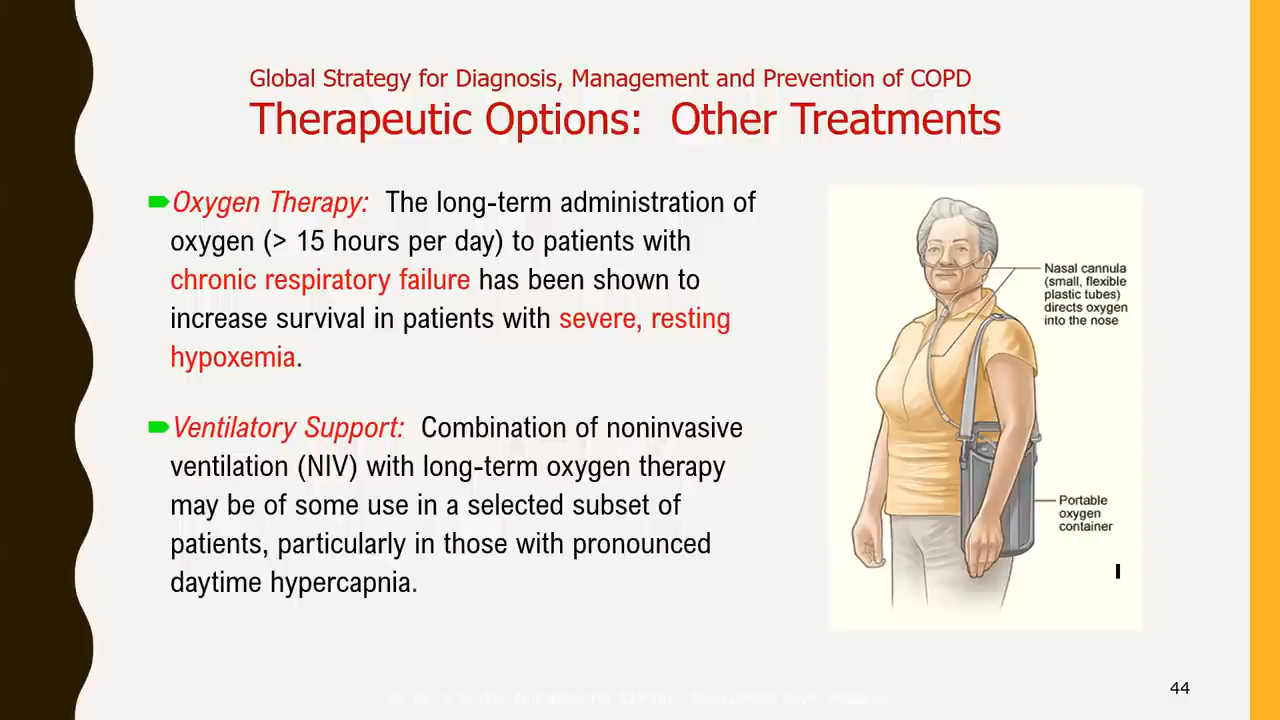 Global Strategy for Diagnosis, Management and Prevention of COPD
Therapeutic Options: Other Treatments
Oxygen Therapy: The long-term administration of
oxygen (> 15 hours per day) to patients with
chronic respiratory failure has been shown to
increase survival in patients with severe, resting
hypoxemia.
Ventilatory Support: Combination of noninvasive
ventilation (NIV) with long-term oxygen therapy
may be of some use in a selected subset of
patients, particularly in those with pronounced
daytime hypercapnia.
Nasal cannula
(small, flexible
plastic tubes)
directs oxygen
into the nose
Portable
oxygen
container
44